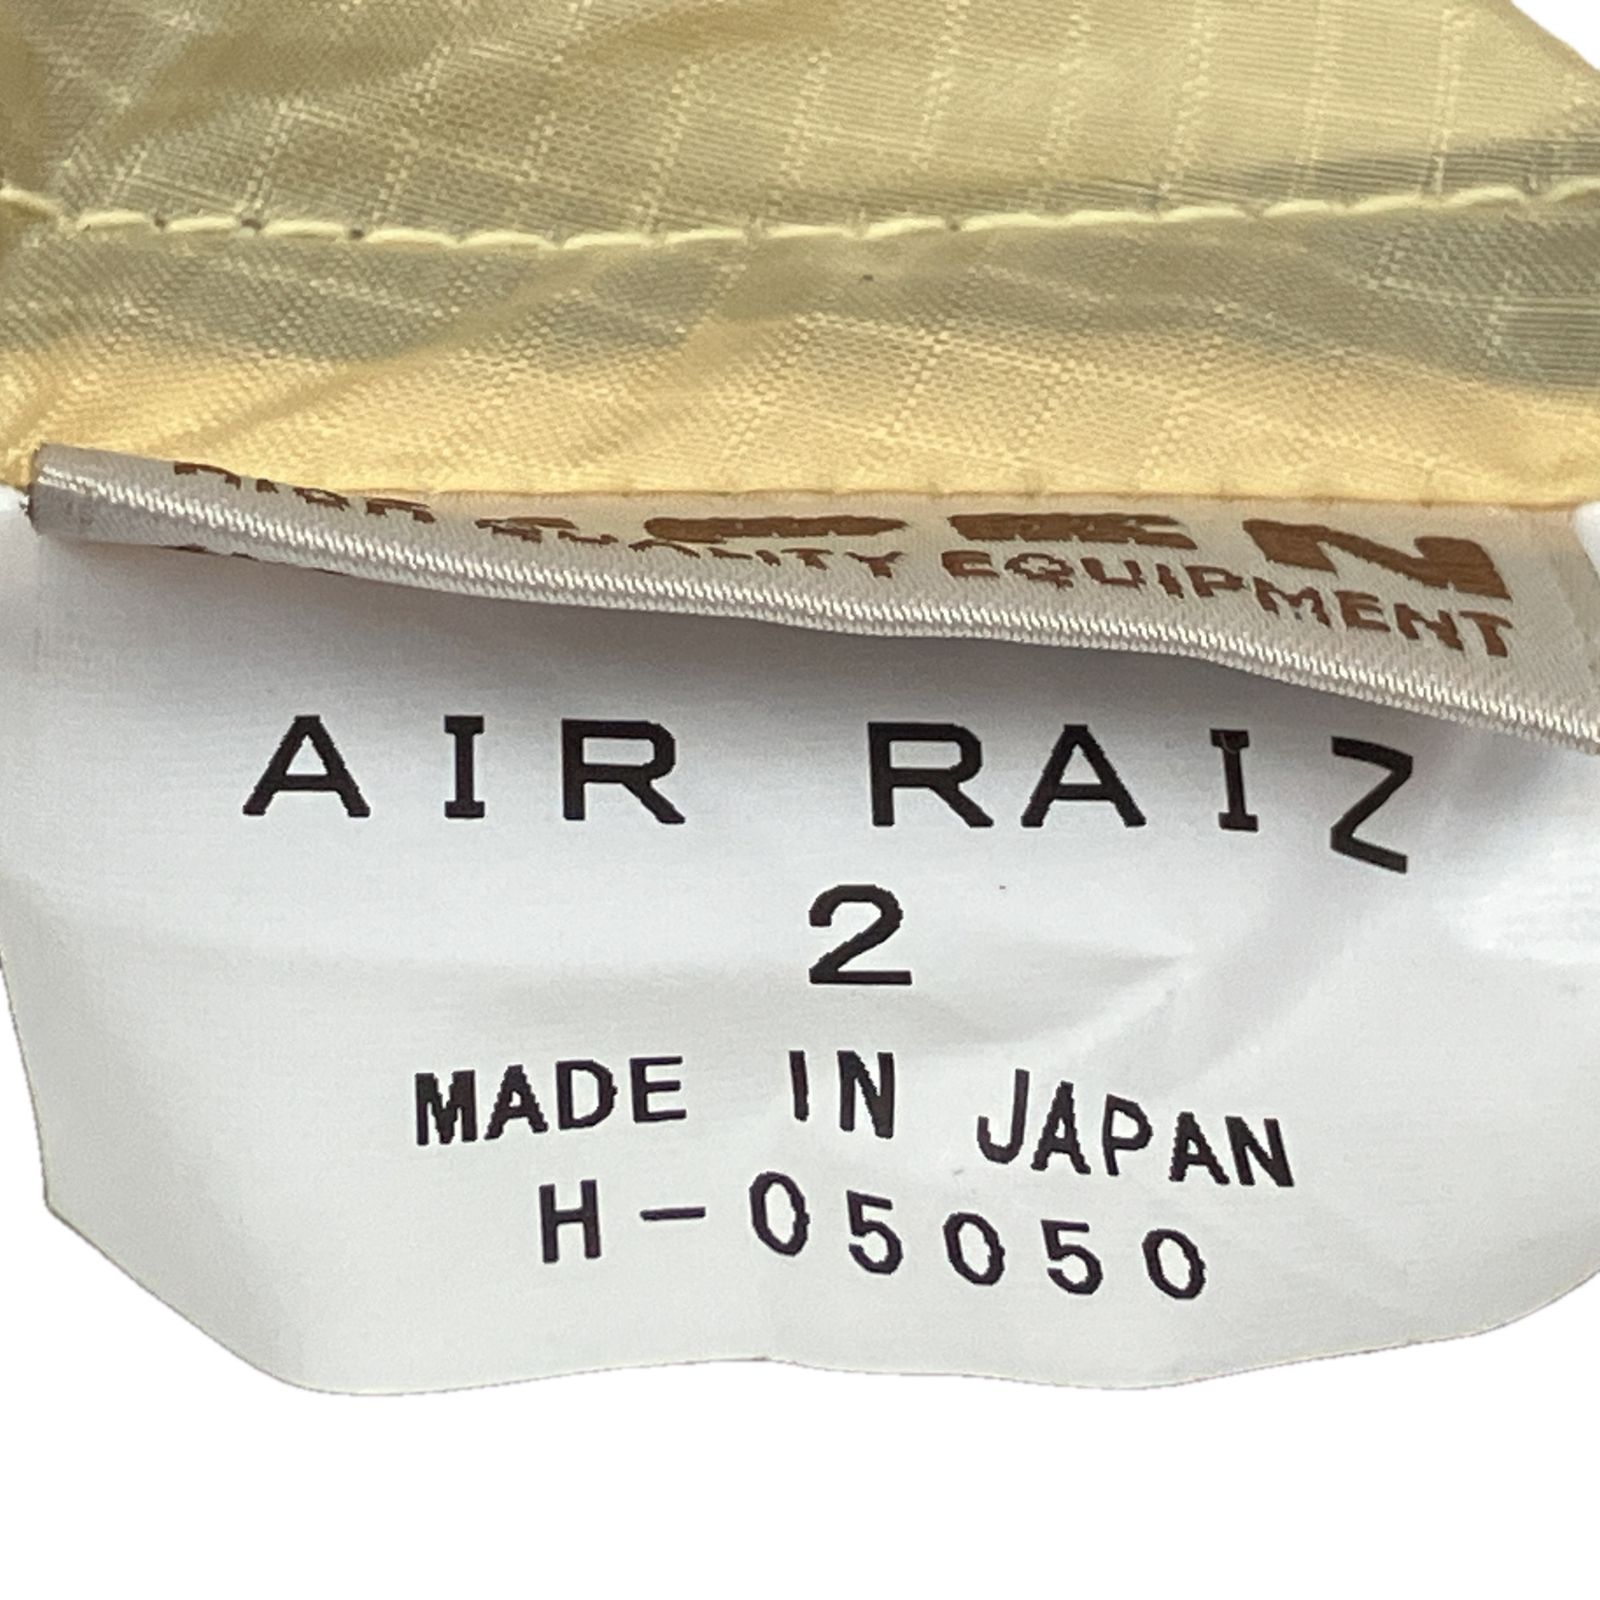 QUALITY EQUIPMENT
AIR RAIZ
2
MADE IN JAPAN
H-05050